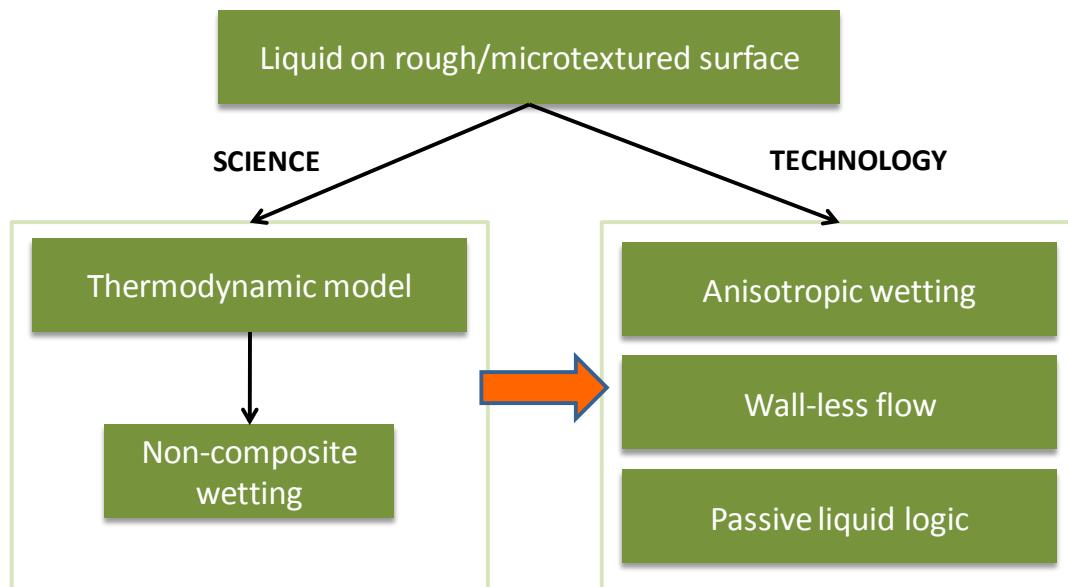 Liquid on rough/microtextured surface
SCIENCE
TECHNOLOGY
Thermodynamic model
Non-composite
wetting
Anisotropic wetting
Wall-less flow
Passive liquid logic